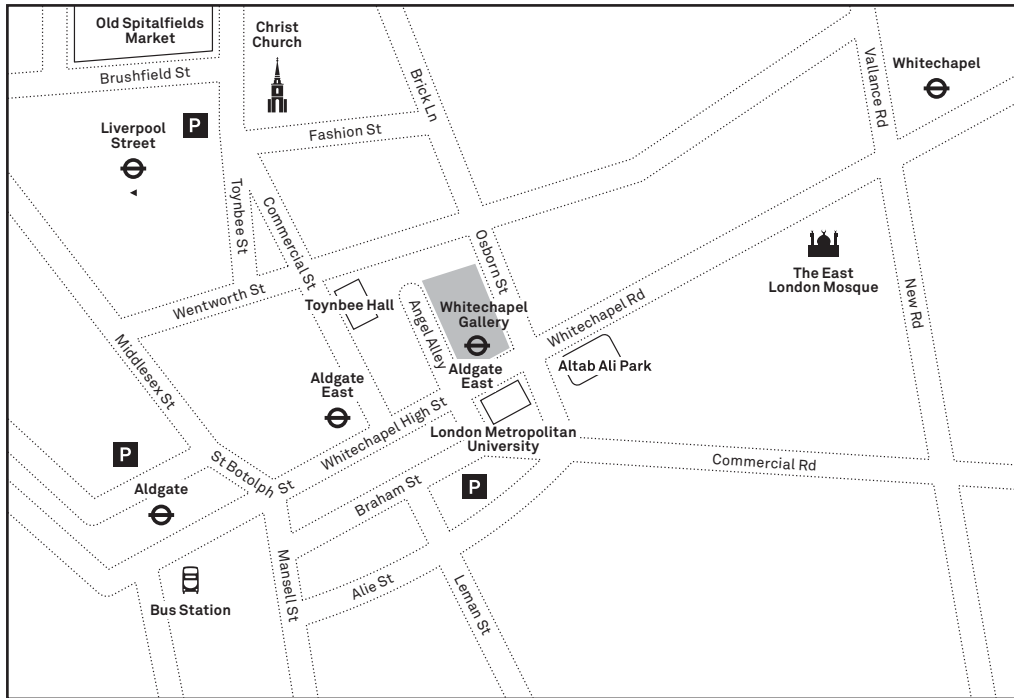 Old Spitalfields
Market
Christ
Church
Brushfield St
Brick Ln
Vallance Rd
Whitechapel
P
Liverpool
Street
Fashion St
Toynbee St
Commercial St
Osborn St
The East
London Mosque
Wentworth St
Toynbee Hall
Angel Alley
Whitechapel
Gallery
Whitechapel Rd
New Rd
Middlesex St
Aldgate
East
Aldgate
East
Altab Ali Park
Whitechapel High St
London Metropolitan
University
P
St Botolph St
Commercial Rd
Aldgate
Braham St
P
Mansell St
Alie St
Leman St
Bus Station